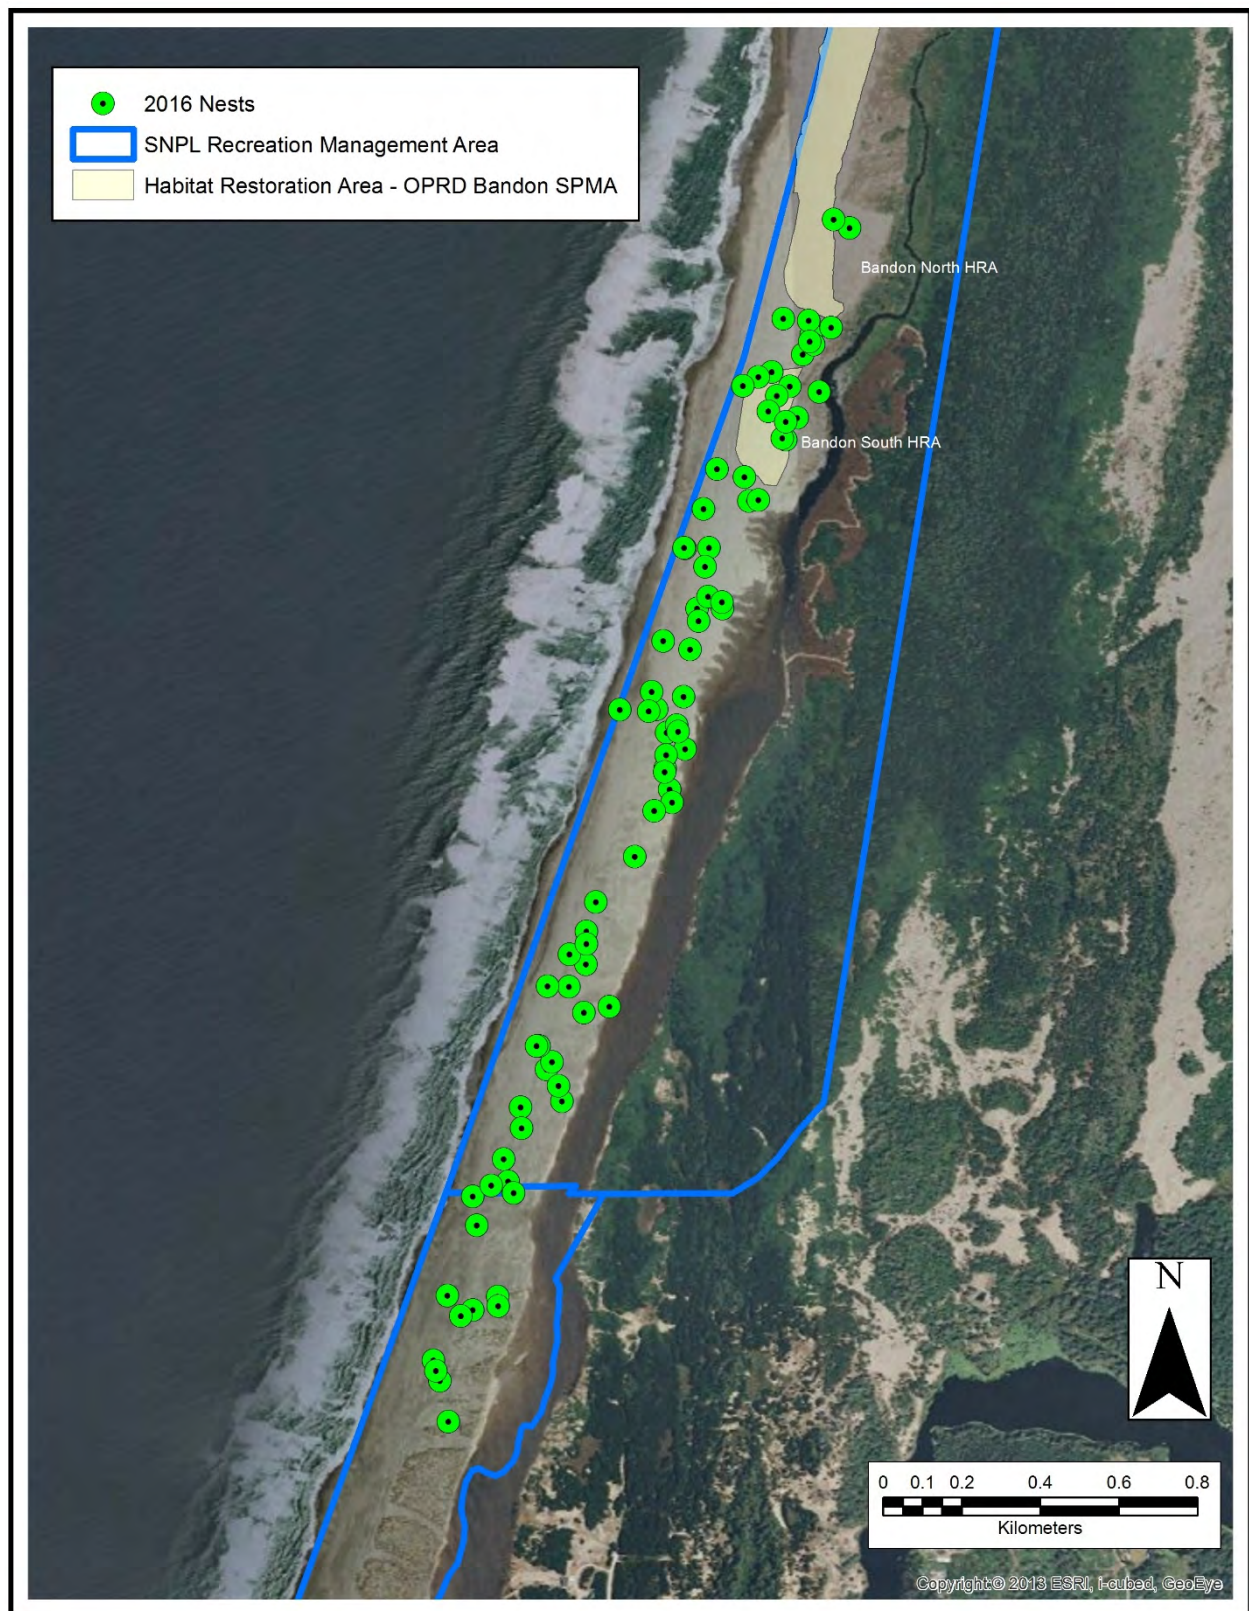 2016 Nests
SNPL Recreation Management Area
Habitat Restoration Area - OPRD Bandon SPMA
Bandon North HRA
Bandon South HRA
N
0 0.1 0.2 0.4 0.6 0.8
Kilometers
Copyright:© 2013 ESRI, i-cubed, GeoEye